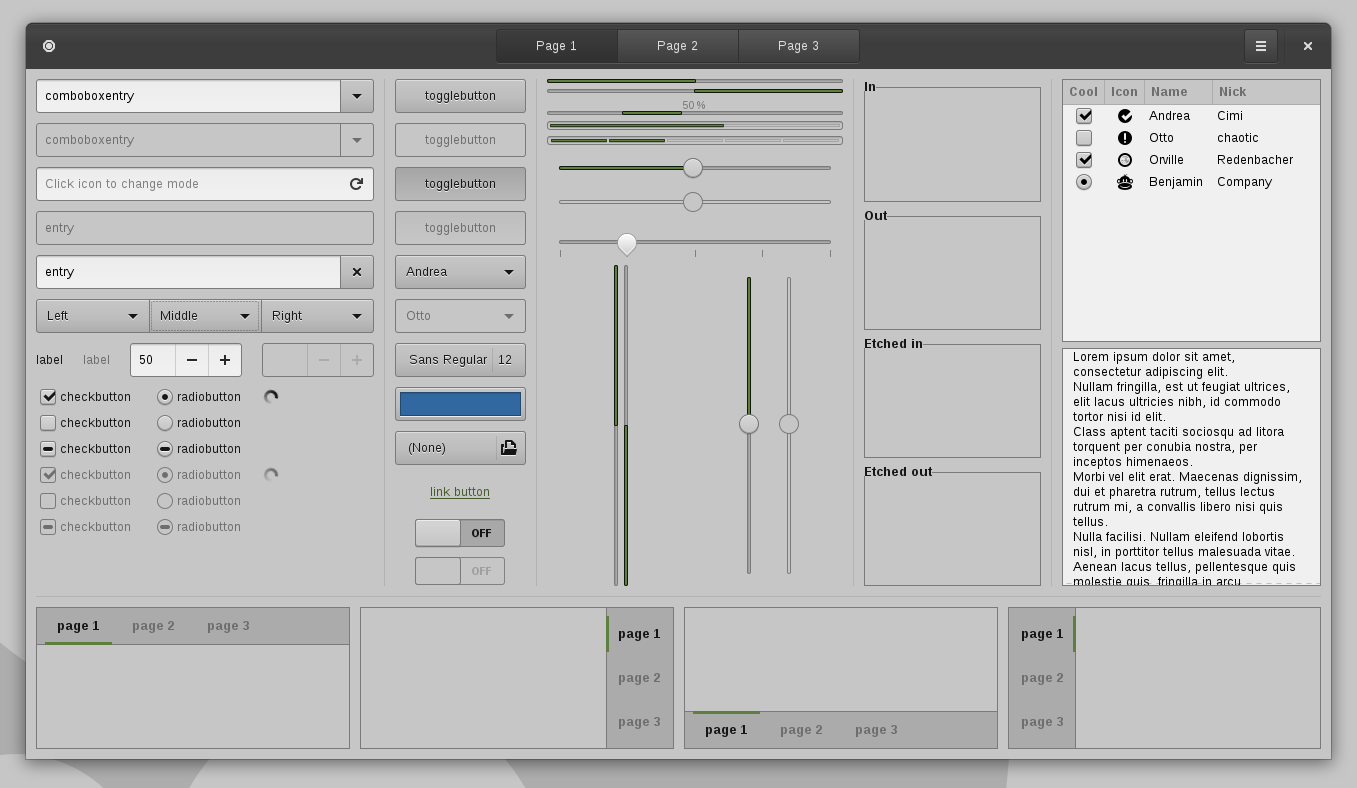 Page 1
Page 2
Page 3
comboboxentry
comboboxentry
Click icon to change mode
entry
entry
Left
Middle
Right
label
label
50
checkbutton
radiobutton
checkbutton
radiobutton
checkbutton
radiobutton
checkbutton
radiobutton
checkbutton
radiobutton
checkbutton
radiobutton
togglebutton
togglebutton
togglebutton
togglebutton
Andrea
Otto
Sans Regular 12
(None)
link button
OFF
OFF
50 %
In
Out
Etched in
Etched out
Cool Icon Name Nick
Andrea Cimi
Otto chaotic
Orville Redenbacher
Benjamin Company
Lorem ipsum dolor sit amet,
consectetur adipiscing elit.
Nullam fringilla, est ut feugiat ultrices,
elit lacus ultricies nibh, id commodo
tortor nisi id elit.
Class aptent taciti sociosqu ad litora
torquent per conubia nostra, per
inceptos himenaeos.
Morbi vel elit erat. Maecenas dignissim,
dui et pharetra rutrum, tellus lectus
rutrum mi, a convallis libero nisi quis
tellus.
Nulla facilisi. Nullam eleifend lobortis
nisl, in porttitor tellus malesuada vitae.
Aenean lacus tellus, pellentesque quis
molestie quis, fringilla in arcu.
page 1 page 2 page 3
page 1
page 2
page 3
page 1 page 2 page 3
page 1
page 2
page 3